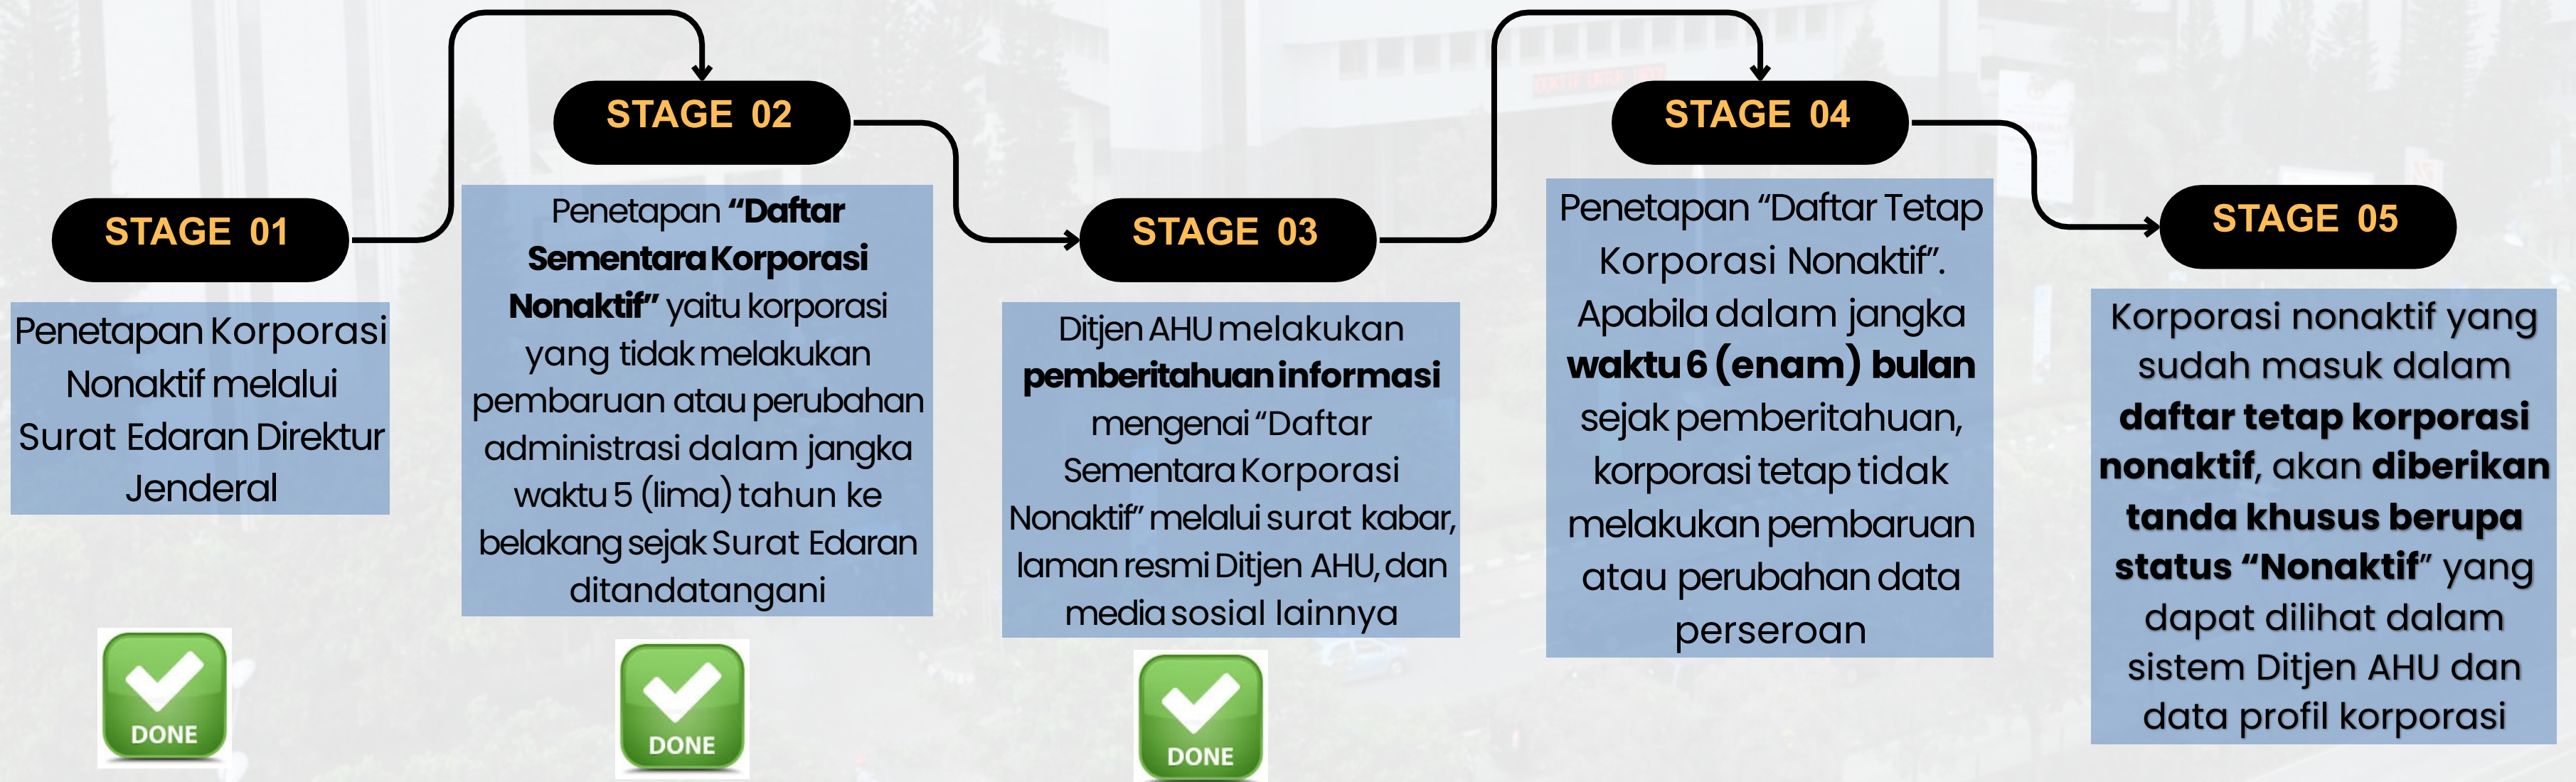 STAGE 01
Penetapan Korporasi
Nonaktif melalui
Surat Edaran Direktur
Jenderal
DONE
STAGE 02
Penetapan “Daftar
Sementara Korporasi
Nonaktif” yaitu korporasi
yang tidak melakukan
pembaruan atau perubahan
administrasi dalam jangka
waktu 5 (lima) tahun ke
belakang sejak Surat Edaran
ditandatangani
DONE
STAGE 03
Ditjen AHU melakukan
pemberitahuan informasi
mengenai “Daftar
Sementara Korporasi
Nonaktif” melalui surat kabar,
laman resmi Ditjen AHU, dan
media sosial lainnya
DONE
STAGE 04
Penetapan “Daftar Tetap
Korporasi Nonaktif”.
Apabila dalam jangka
waktu 6 (enam) bulan
sejak pemberitahuan,
korporasi tetap tidak
melakukan pembaruan
atau perubahan data
perseroan
STAGE 05
Korporasi nonaktif yang
sudah masuk dalam
daftar tetap korporasi
nonaktif, akan diberikan
tanda khusus berupa
status “Nonaktif” yang
dapat dilihat dalam
sistem Ditjen AHU dan
data profil korporasi